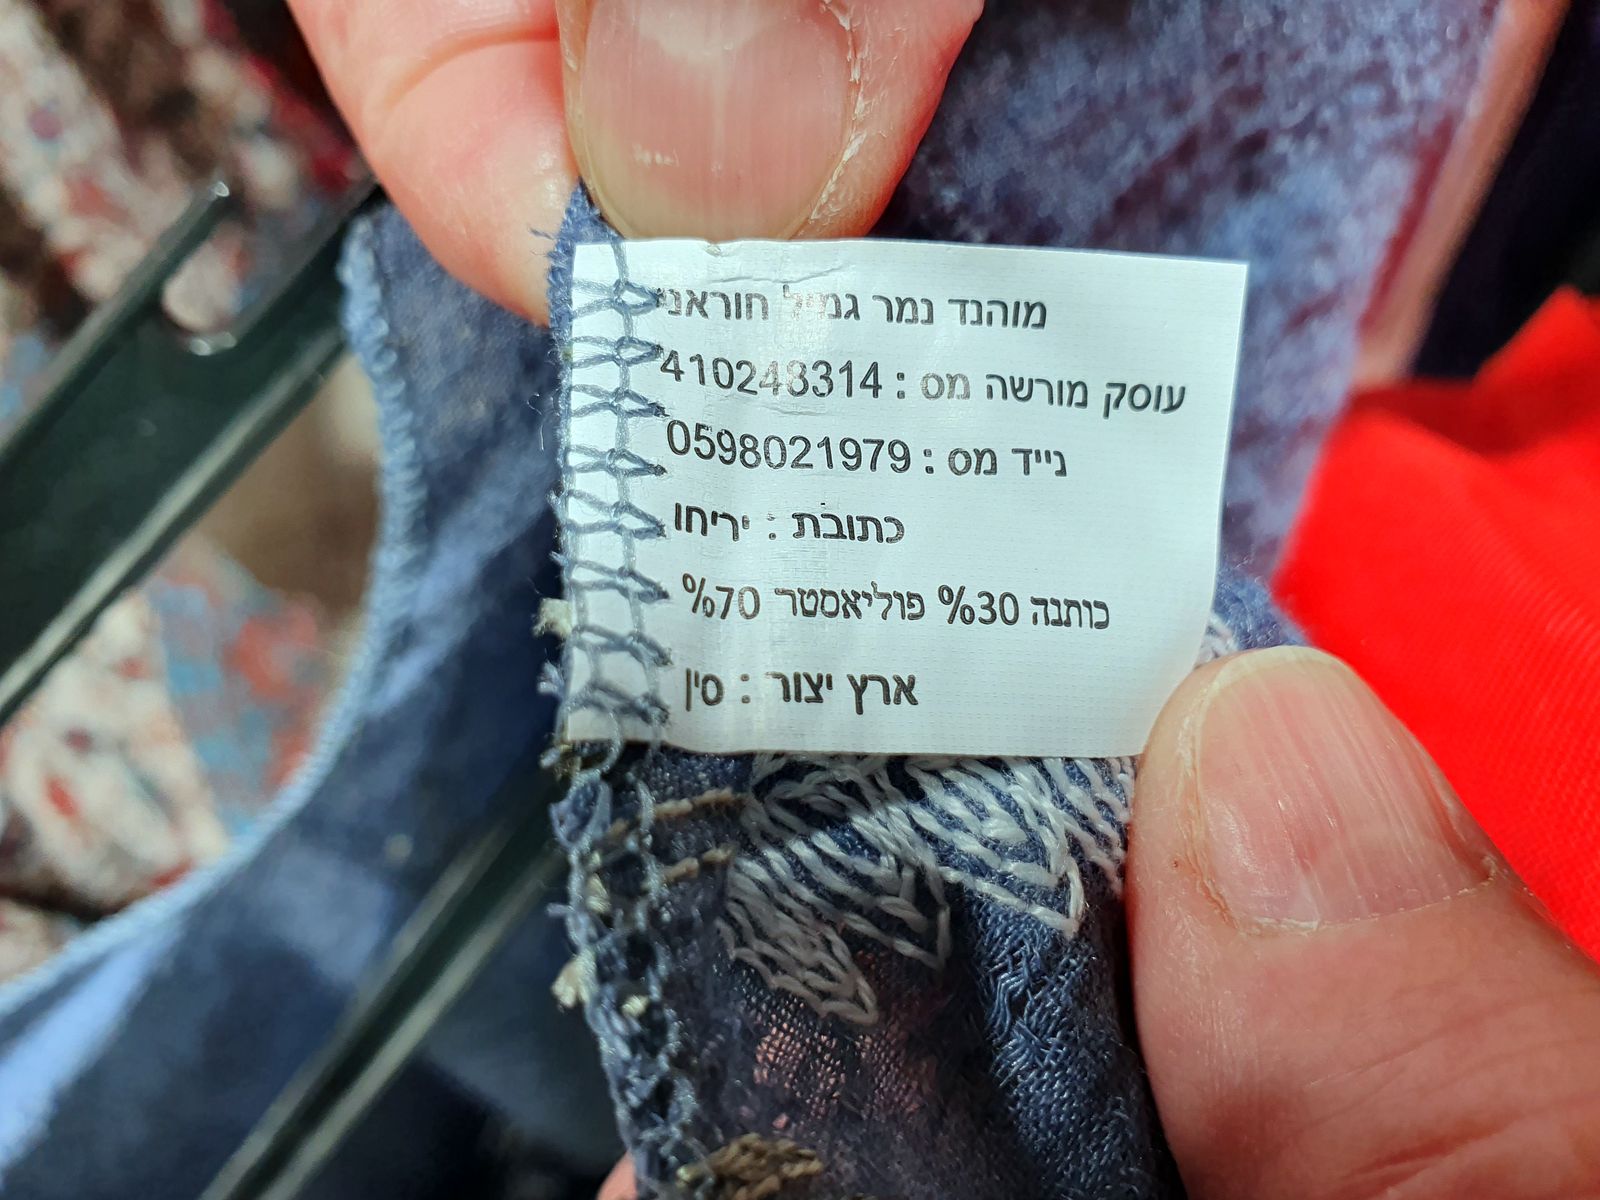 מוהנד נמר גמיל חוראני
עוסק מורשה מס : 410248314
נייד מס : 0598021979
כתובת : יריחו
כותנה 30% פוליאסטר 70%
ארץ יצור : סין